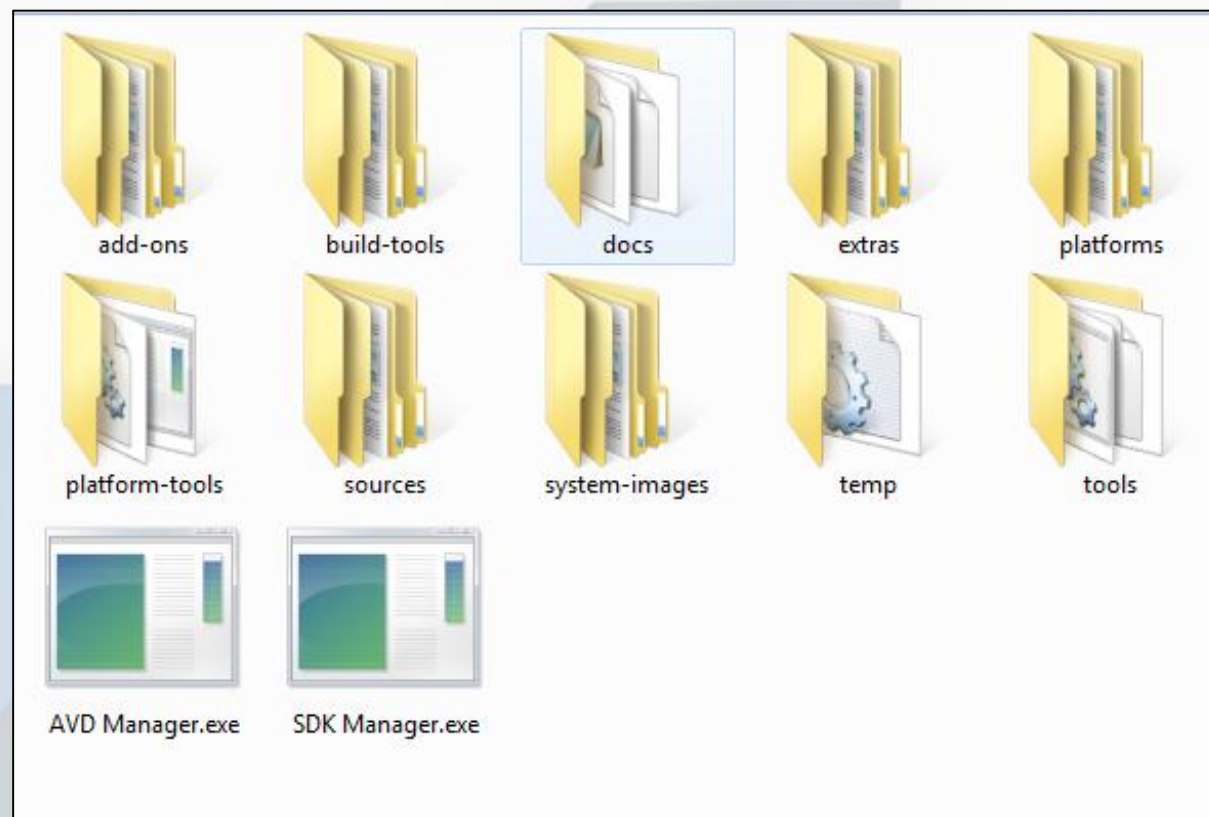 add-ons build-tools docs extras platforms
platform-tools sources system-images temp tools
AVD Manager.exe SDK Manager.exe